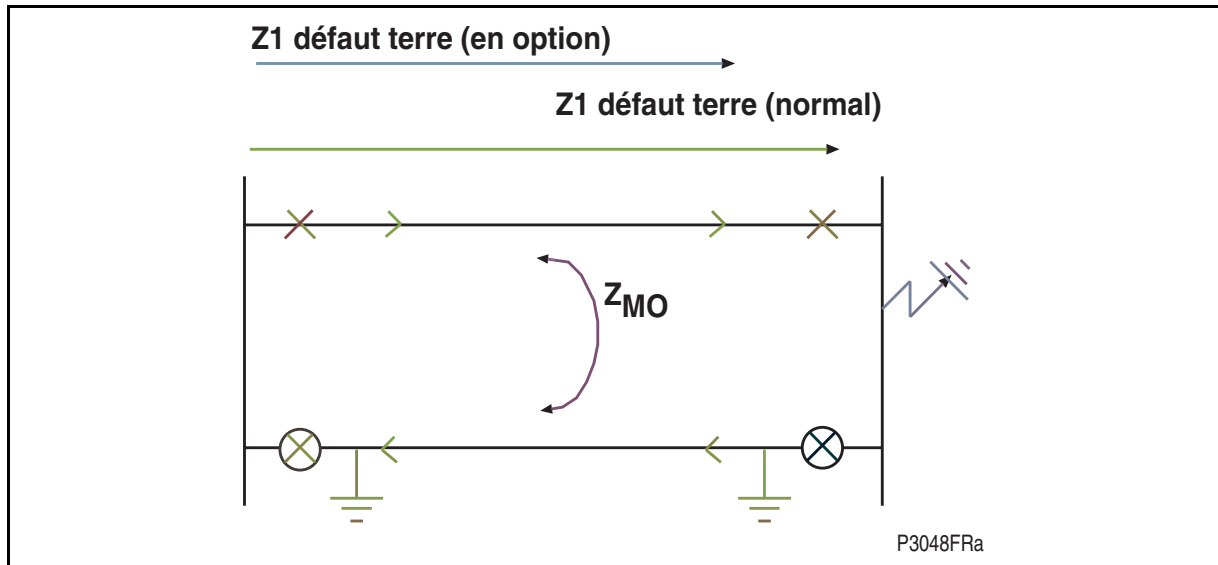 Z1 défaut terre (en option)
Z1 défaut terre (normal)
ZMO
P3048FRa